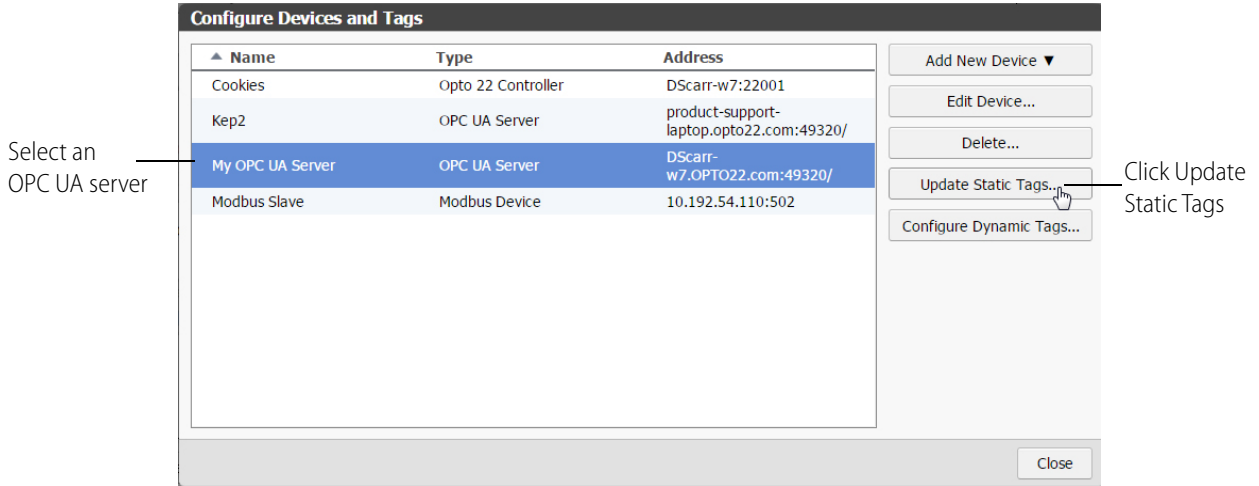 Configure Devices and Tags
Name Type Address
Cookies Opto 22 Controller DScarr-w7:22001
Kep2 OPC UA Server product-support-
laptop.opto22.com:49320/
My OPC UA Server OPC UA Server DScarr-
w7.OPTO22.com:49320/
Modbus Slave Modbus Device 10.192.54.110:502
Add New Device ▼
Edit Device...
Delete...
Update Static Tags...
Configure Dynamic Tags...
Close
Select an
OPC UA server
Click Update
Static Tags